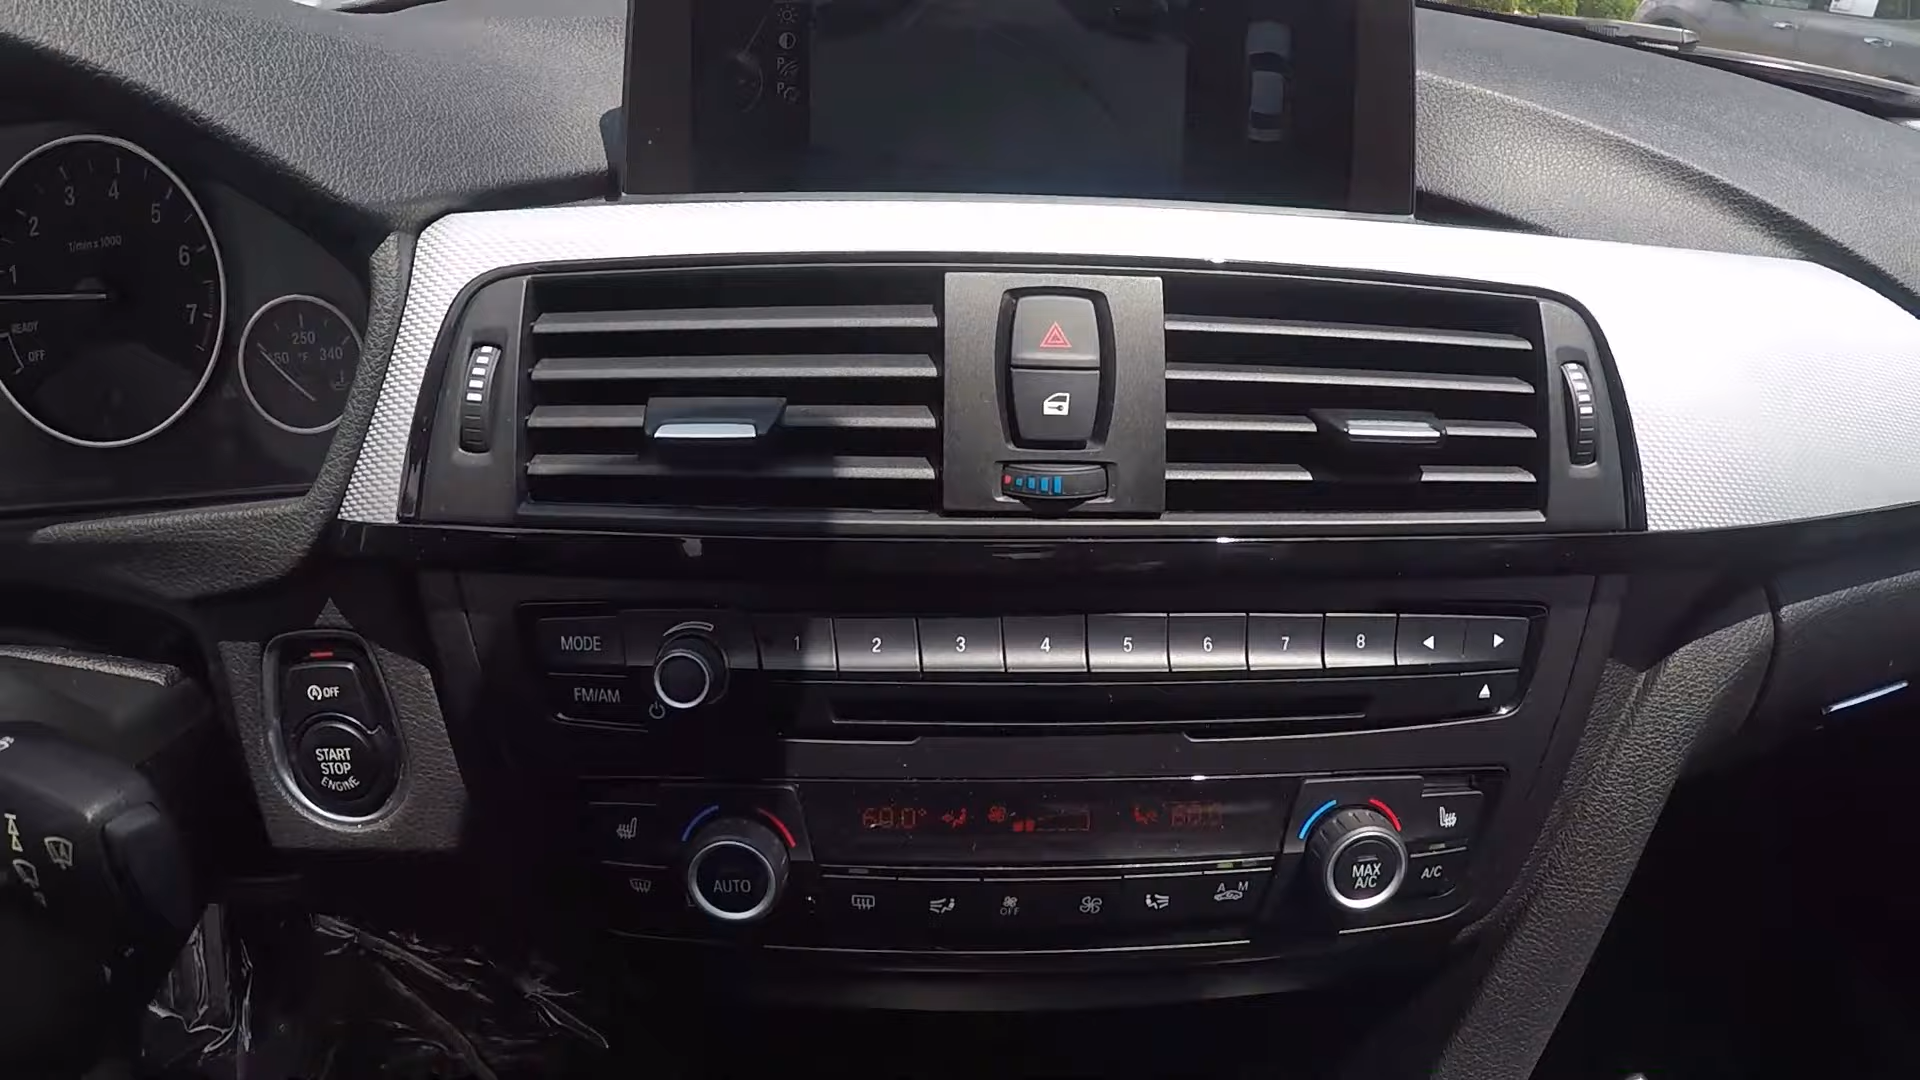 P
P
1
2
3
4
5
6
7
1/min x 1000
READY
OFF
250
°F 340
MODE
1 2 3 4 5 6 7 8
FM/AM
OFF
START
STOP
ENGINE
AUTO
OFF
A M
MAX
A/C
A/C